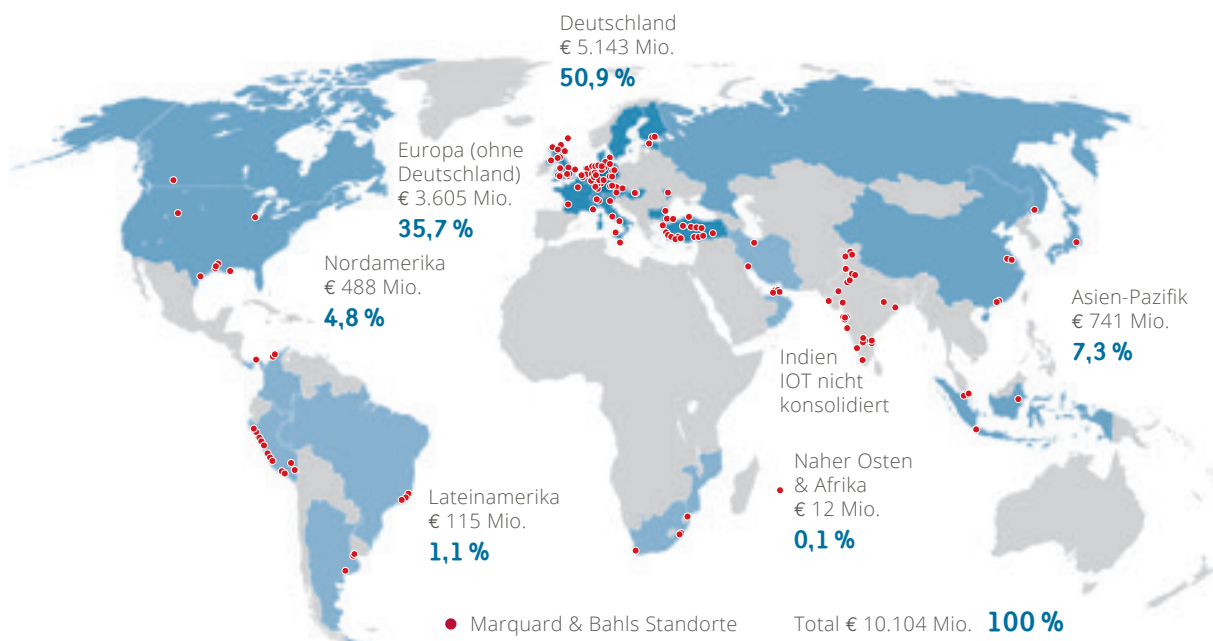 Deutschland
€ 5.143 Mio.
50,9 %
Europa (ohne
Deutschland)
€ 3.605 Mio.
35,7 %
Nordamerika
€ 488 Mio.
4,8 %
Asien-Pazifik
€ 741 Mio.
7,3 %
Indien
IOT nicht
konsolidiert
Naher Osten
& Afrika
€ 12 Mio.
0,1 %
Lateinamerika
€ 115 Mio.
1,1 %
Marquard & Bahls Standorte
Total € 10.104 Mio. 100 %